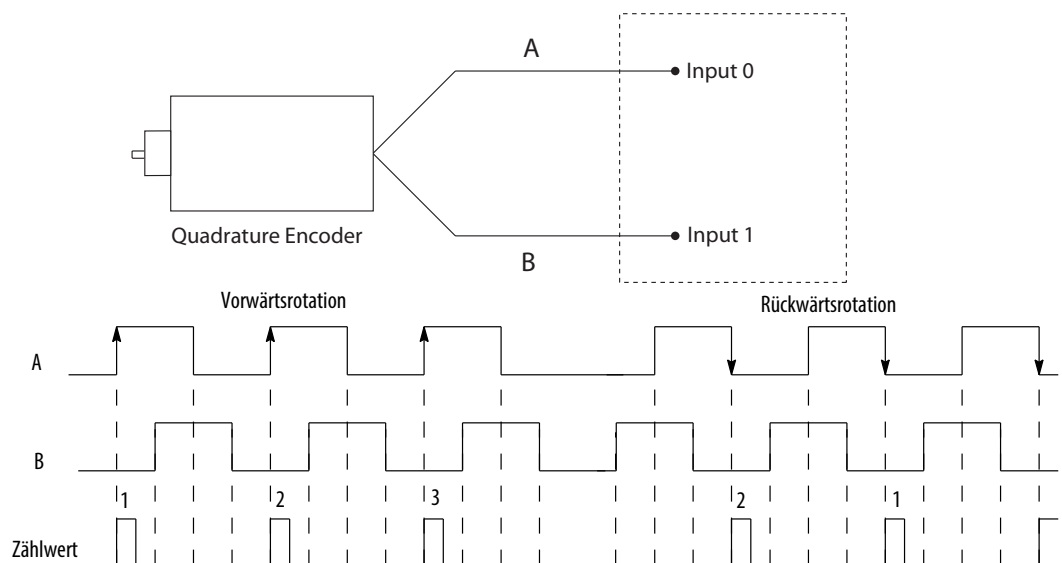 A
Input 0
Quadrature Encoder
Input 1
B
Vorwärtsrotation Rückwärtsrotation
A
B
1 2 3 2 1
Zählwert